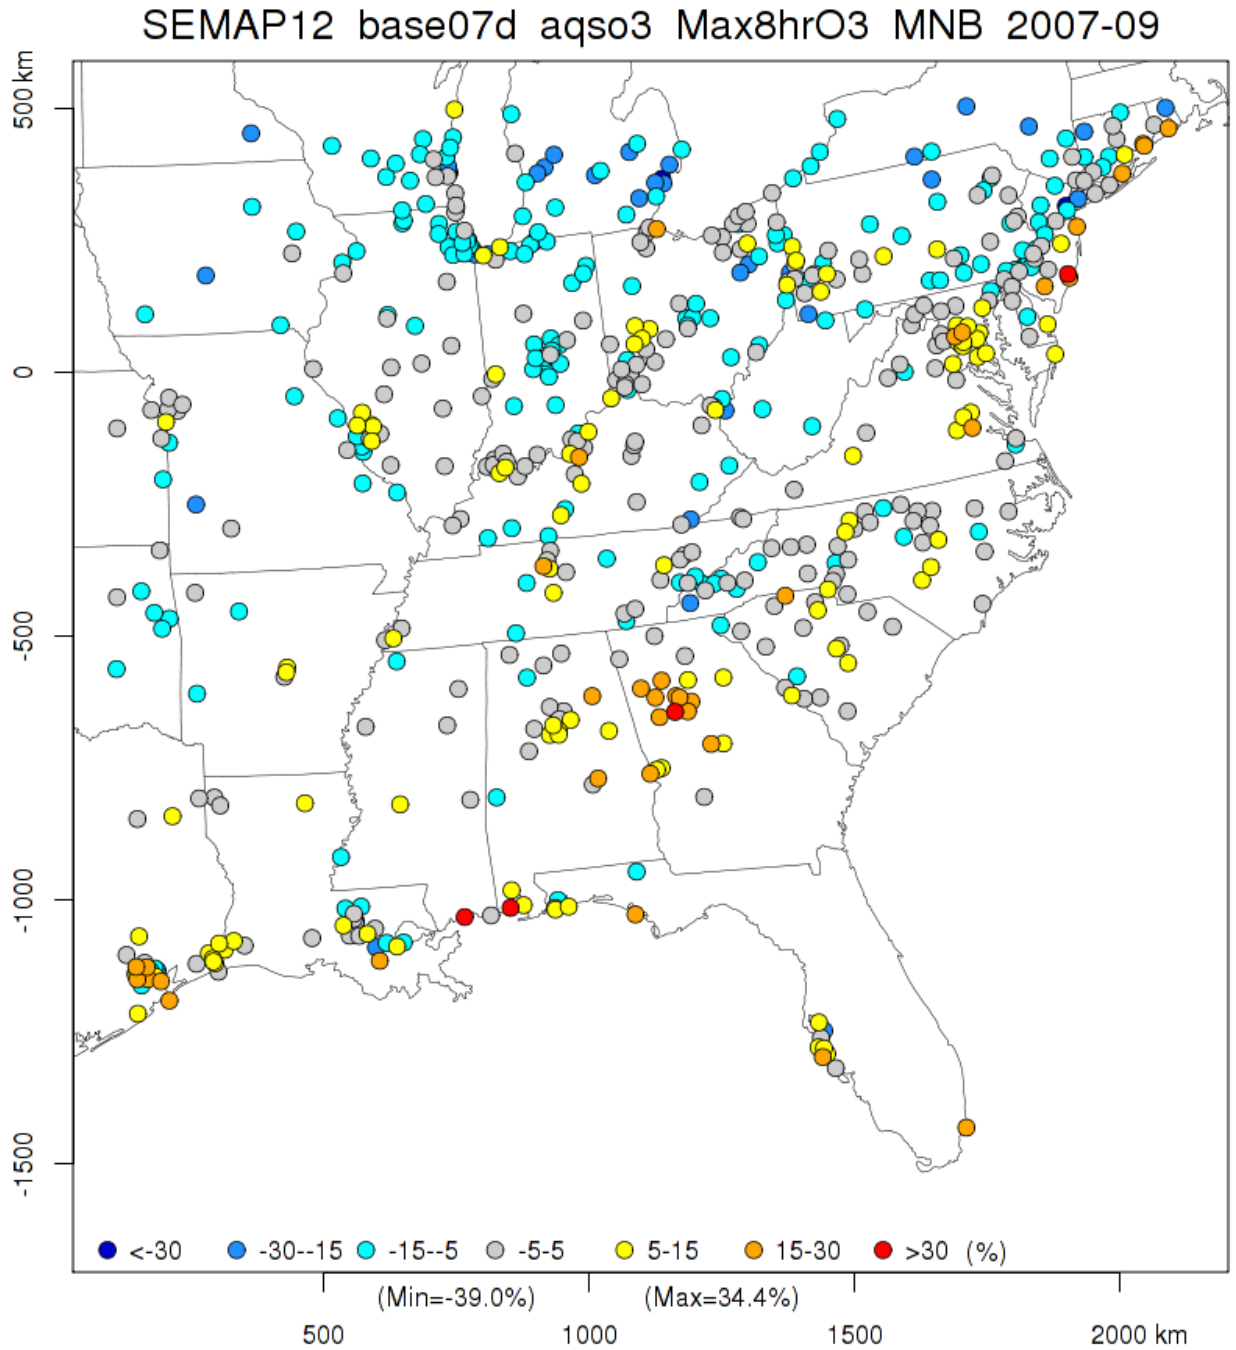 SEMAP12 base07d aqso3 Max8hrO3 MNB 2007-09
500 km
0
-500
-1000
-1500
<-30 -30--15 -15--5 -5-5 5-15 15-30 >30 (%)
(Min=-39.0%) (Max=34.4%)
500 1000 1500 2000 km